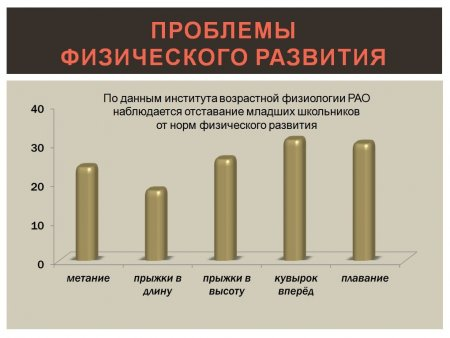 ПРОБЛЕМЫ
ФИЗИЧЕСКОГО РАЗВИТИЯ
По данным института возрастной физиологии РАО
наблюдается отставание младших школьников
от норм физического развития
40
30
20
10
0
метание
прыжки в
длину
прыжки в
высоту
кувырок
вперёд
плавание